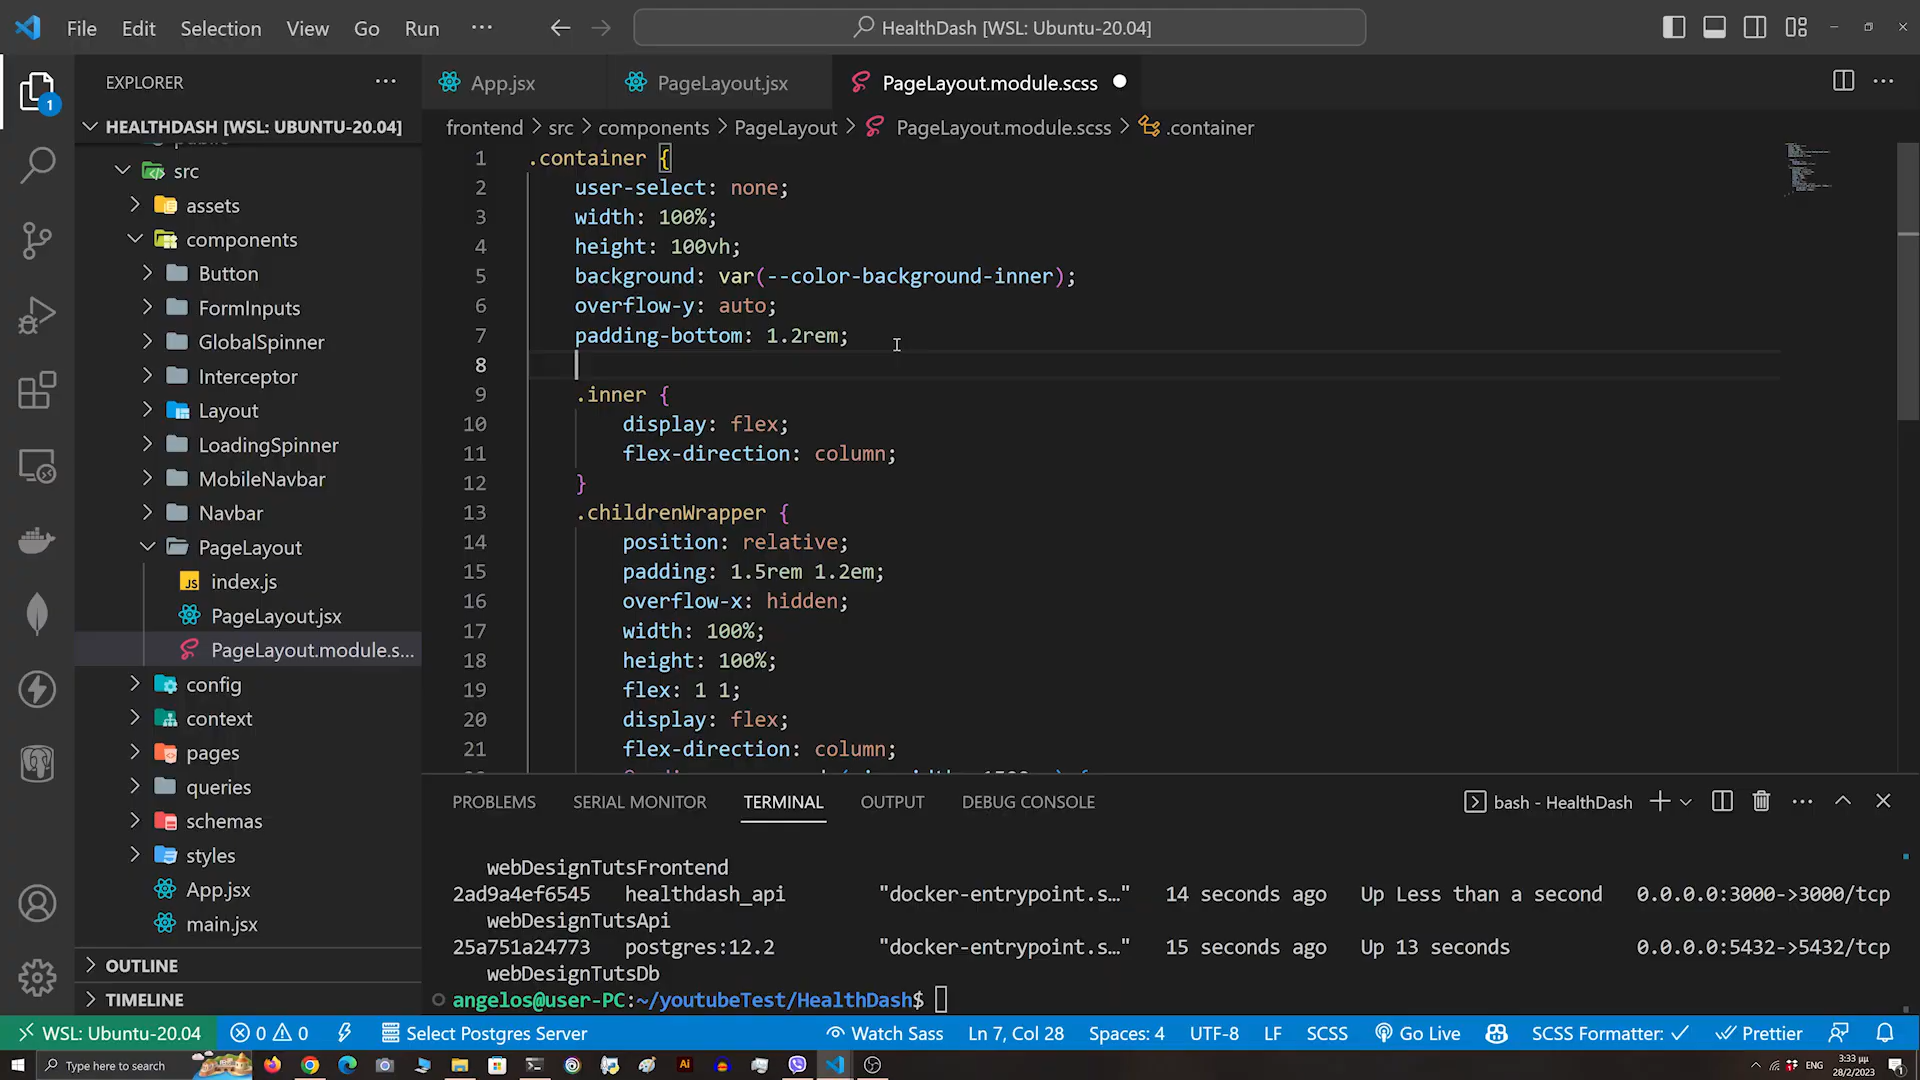 File Edit Selection View Go Run ···
HealthDash [WSL: Ubuntu-20.04]
EXPLORER
App.jsx
PageLayout.jsx
PageLayout.module.scss
HEALTHDASH [WSL: UBUNTU-20.04]
frontend > src > components > PageLayout > PageLayout.module.scss > .container
src
assets
components
Button
FormInputs
GlobalSpinner
Interceptor
Layout
LoadingSpinner
MobileNavbar
Navbar
PageLayout
index.js
PageLayout.jsx
PageLayout.module.s...
config
context
pages
queries
schemas
styles
App.jsx
main.jsx
OUTLINE
TIMELINE
1 .container {
2 user-select: none;
3 width: 100%;
4 height: 100vh;
5 background: var(--color-background-inner);
6 overflow-y: auto;
7 padding-bottom: 1.2rem;
8
9 .inner {
10 display: flex;
11 flex-direction: column;
12 }
13 .childrenWrapper {
14 position: relative;
15 padding: 1.5rem 1.2em;
16 overflow-x: hidden;
17 width: 100%;
18 height: 100%;
19 flex: 1 1;
20 display: flex;
21 flex-direction: column;
PROBLEMS SERIAL MONITOR TERMINAL OUTPUT DEBUG CONSOLE
bash - HealthDash
webDesignTutsFrontend
2ad9a4ef6545 healthdash_api "docker-entrypoint.s…" 14 seconds ago Up Less than a second 0.0.0.0:3000->3000/tcp
webDesignTutsApi
25a751a24773 postgres:12.2 "docker-entrypoint.s…" 15 seconds ago Up 13 seconds 0.0.0.0:5432->5432/tcp
webDesignTutsDb
angelos@user-PC:~/youtubeTest/HealthDash$
WSL: Ubuntu-20.04 0 0 Select Postgres Server Watch Sass Ln 7, Col 28 Spaces: 4 UTF-8 LF SCSS Go Live SCSS Formatter: ✓ Prettier
Type here to search
ENG
3:33 μμ
28/2/2023